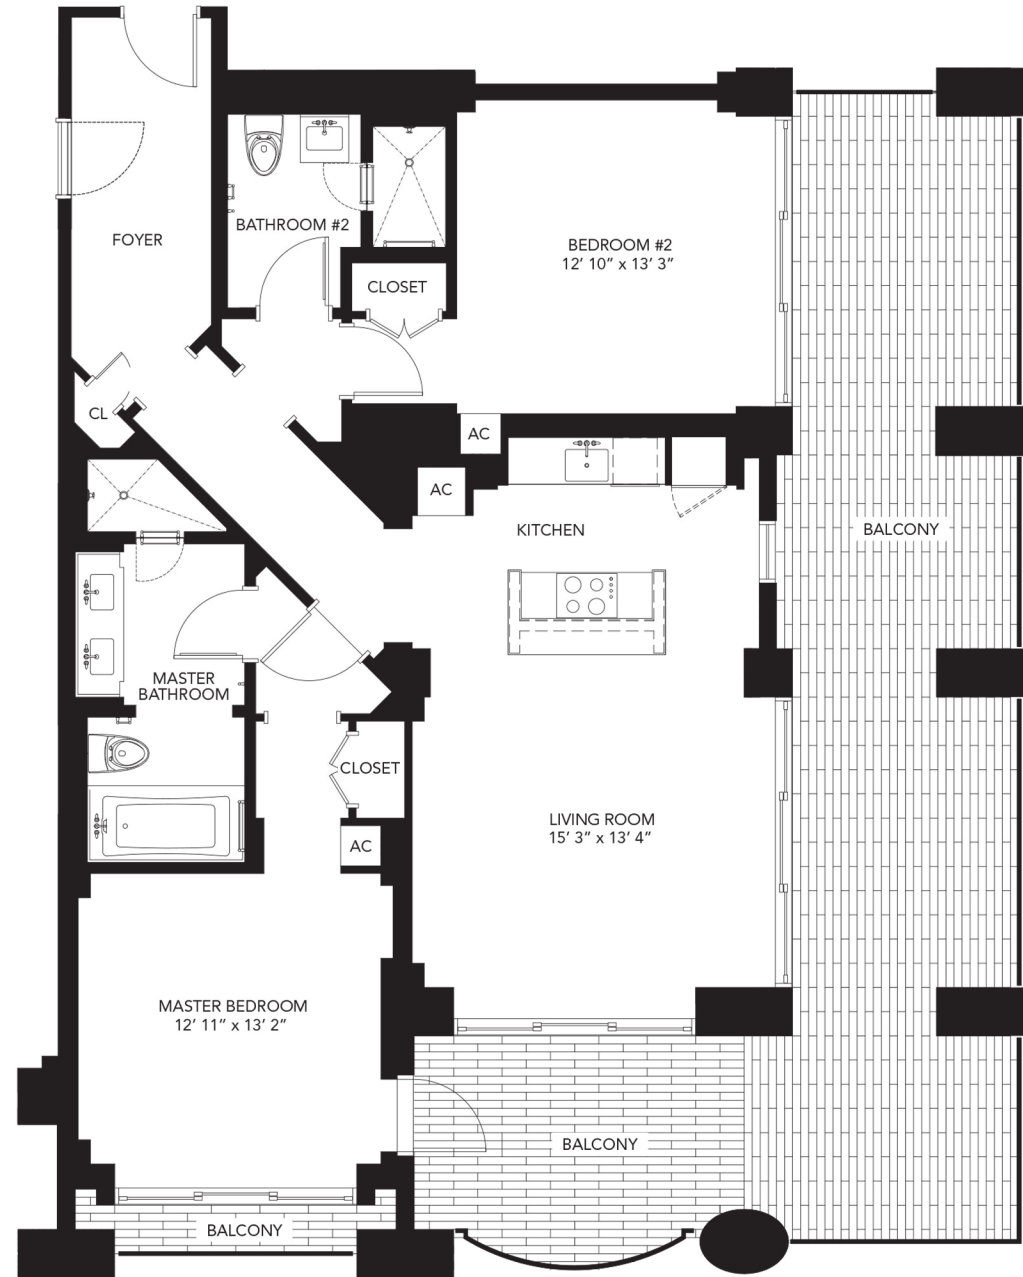 FOYER
BATHROOM #2
BEDROOM #2
12’ 10” x 13’ 3”
CLOSET
CL
AC
AC
KITCHEN
BALCONY
MASTER
BATHROOM
CLOSET
LIVING ROOM
15’ 3” x 13’ 4”
AC
MASTER BEDROOM
12’ 11” x 13’ 2”
BALCONY
BALCONY